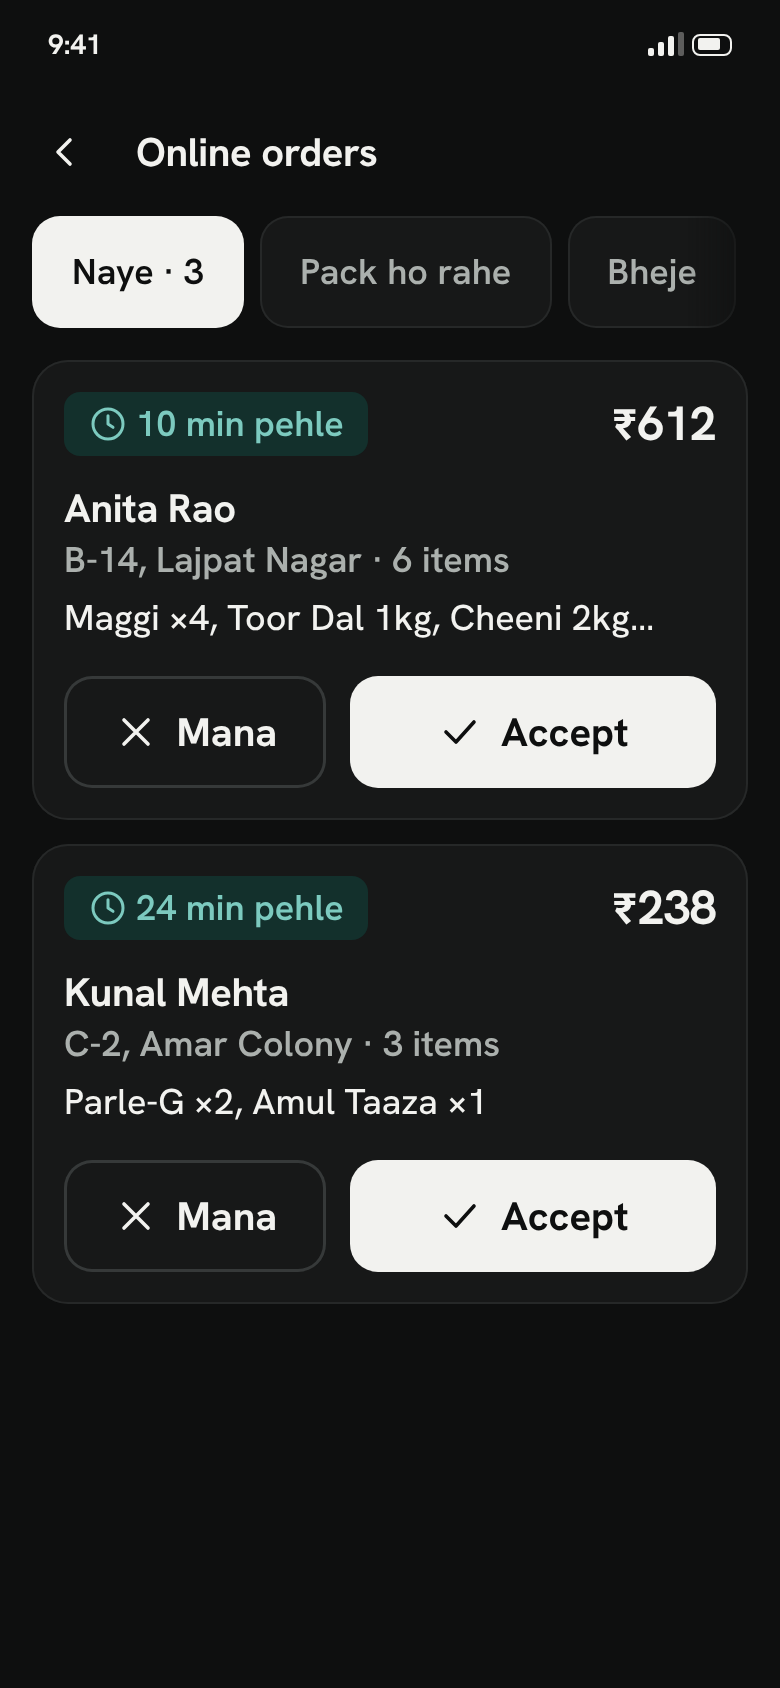 9:41
Online orders
Naye · 3
Pack ho rahe
Bheje
10 min pehle
₹612
Anita Rao
B-14, Lajpat Nagar · 6 items
Maggi ×4, Toor Dal 1kg, Cheeni 2kg...
Mana
Accept
24 min pehle
₹238
Kunal Mehta
C-2, Amar Colony · 3 items
Parle-G ×2, Amul Taaza ×1
Mana
Accept